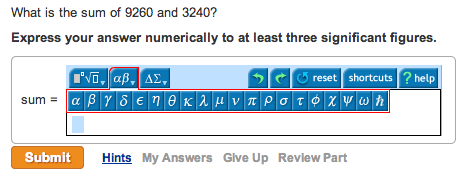 What is the sum of 9260 and 3240?
Express your answer numerically to at least three significant figures.
√ αβ, ΑΣ, reset shortcuts ? help
sum = α β γ δ ϵ η θ κ λ μ ν π ρ σ τ ϕ χ ψ ω ℏ
Submit Hints My Answers Give Up Review Part